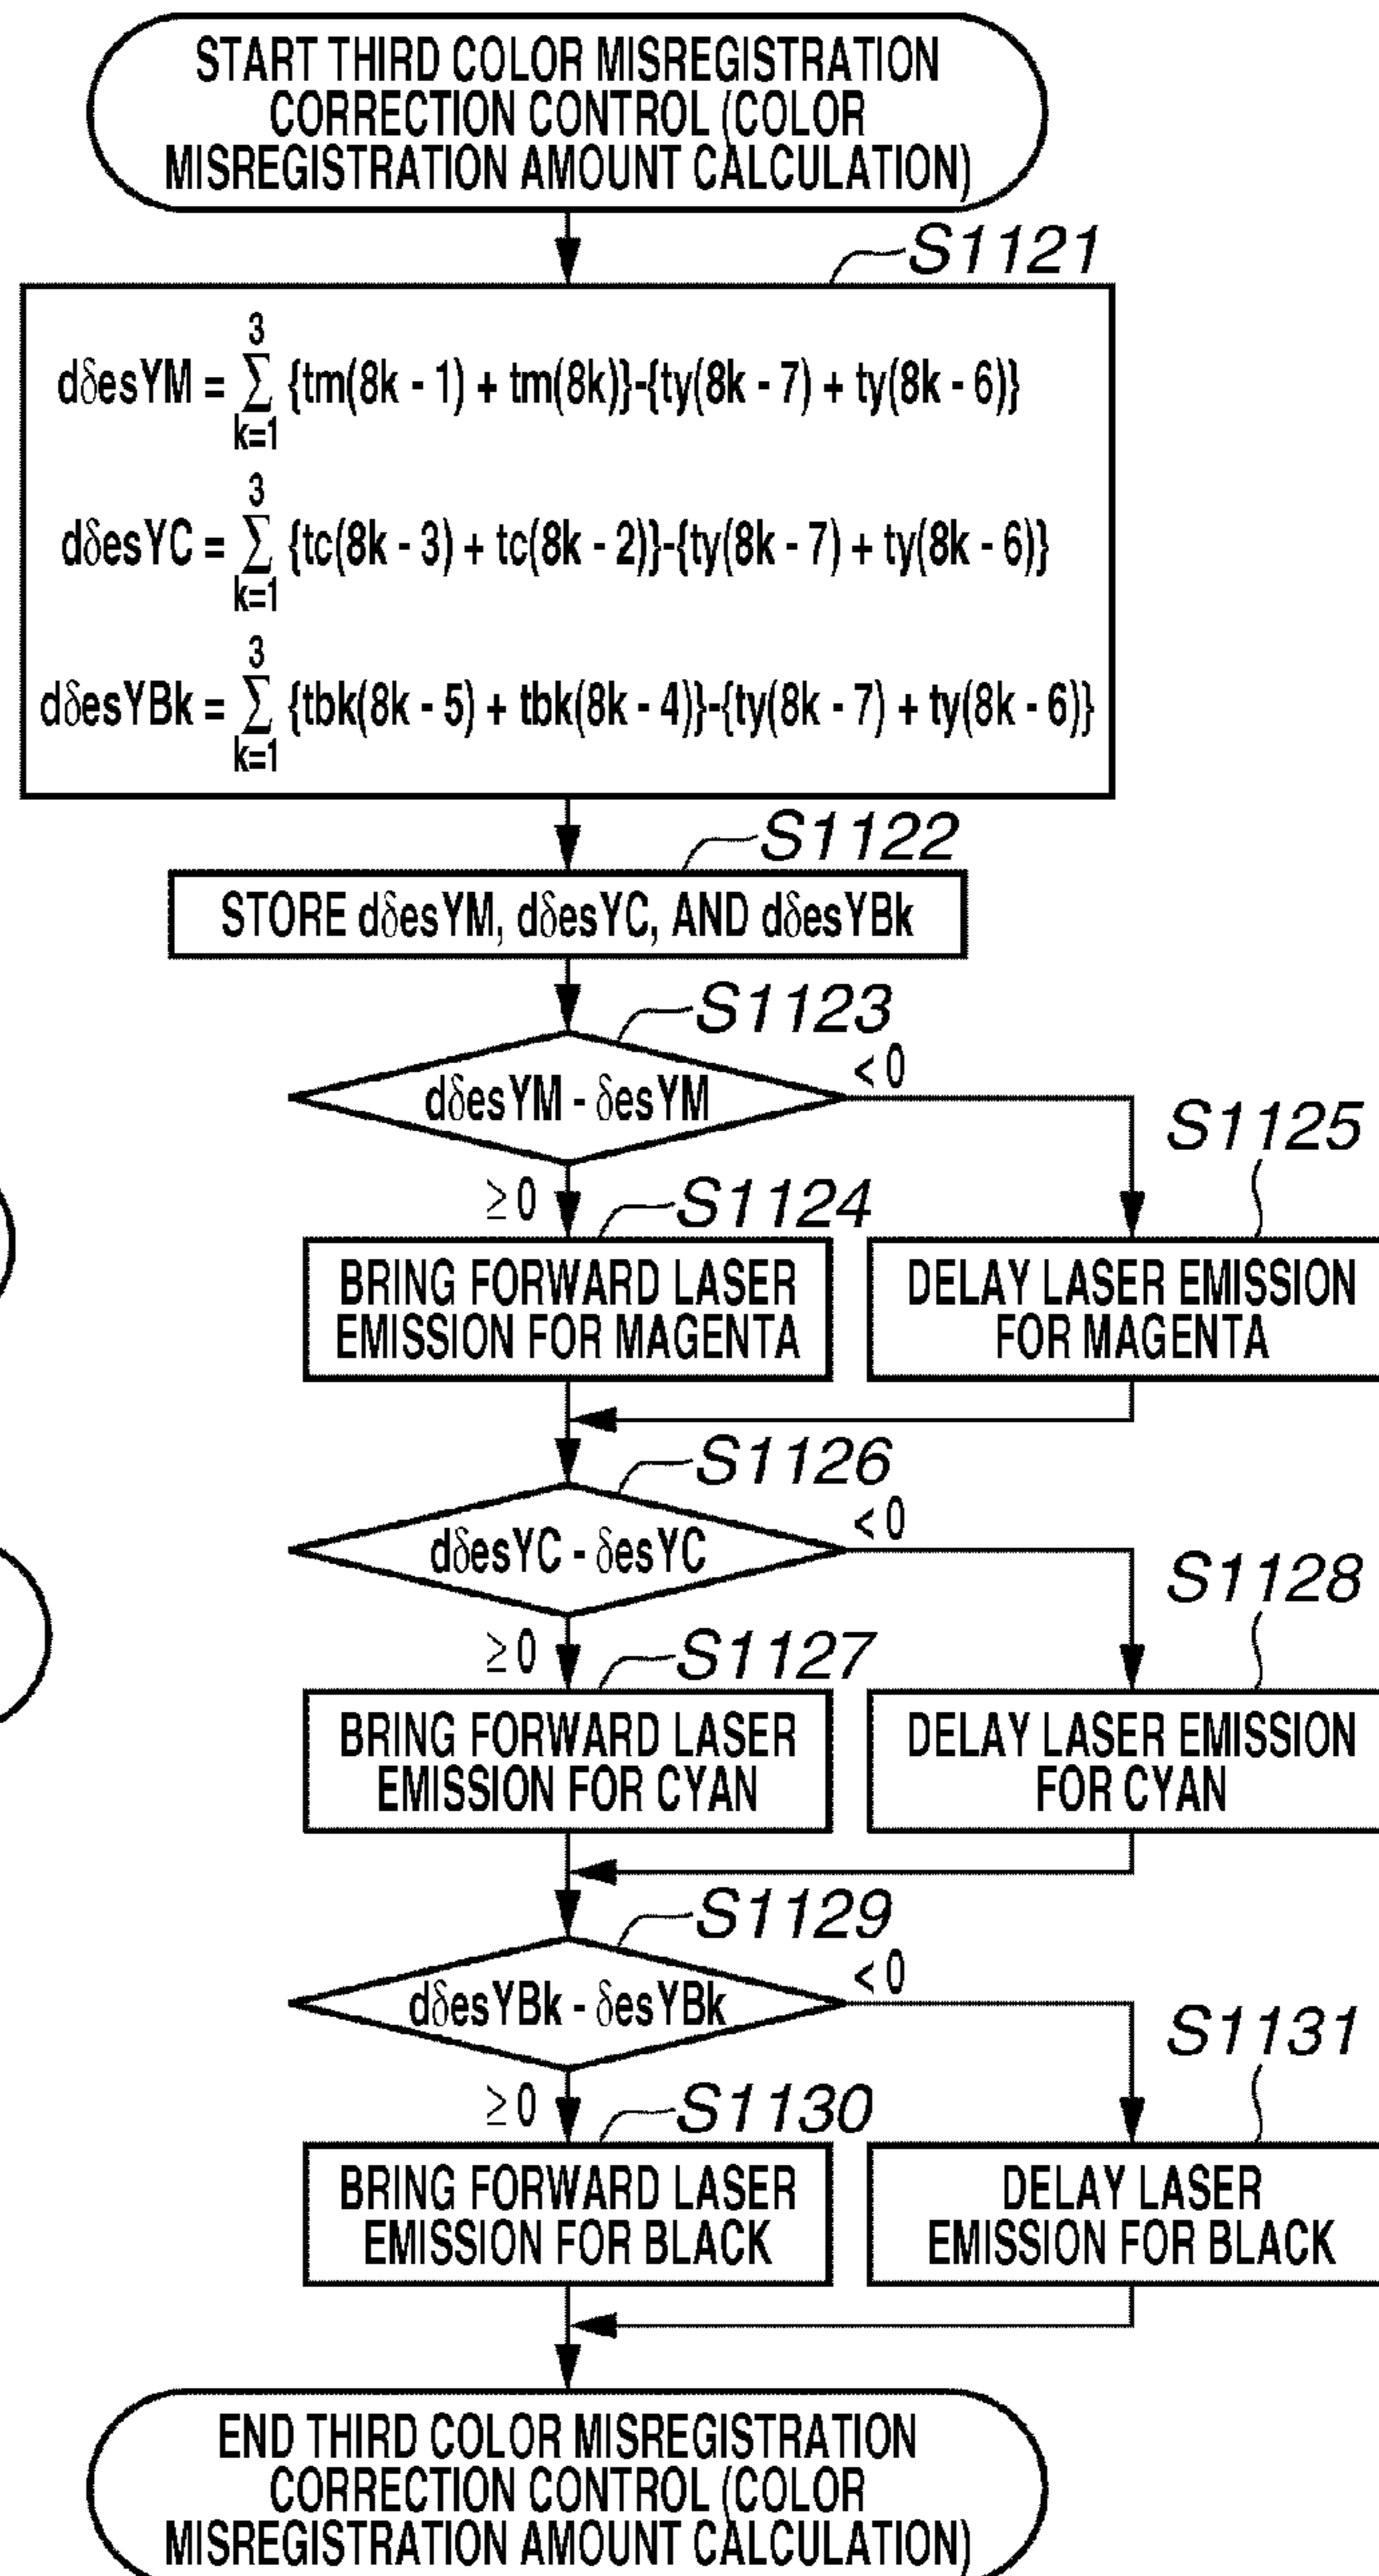 START THIRD COLOR MISREGISTRATION
CORRECTION CONTROL (COLOR
MISREGISTRATION AMOUNT CALCULATION)
S1121
3
dδesYM = Σ {tm(8k - 1) + tm(8k)}-{ty(8k - 7) + ty(8k - 6)}
k=1
3
dδesYC = Σ {tc(8k - 3) + tc(8k - 2)}-{ty(8k - 7) + ty(8k - 6)}
k=1
3
dδesYBk = Σ {tbk(8k - 5) + tbk(8k - 4)}-{ty(8k - 7) + ty(8k - 6)}
k=1
S1122
STORE dδesYM, dδesYC, AND dδesYBk
S1123
dδesYM - δesYM
< 0
≥ 0
S1124
S1125
BRING FORWARD LASER
EMISSION FOR MAGENTA
DELAY LASER EMISSION
FOR MAGENTA
S1126
dδesYC - δesYC
< 0
≥ 0
S1127
S1128
BRING FORWARD LASER
EMISSION FOR CYAN
DELAY LASER EMISSION
FOR CYAN
S1129
dδesYBk - δesYBk
< 0
≥ 0
S1130
S1131
BRING FORWARD LASER
EMISSION FOR BLACK
DELAY LASER
EMISSION FOR BLACK
END THIRD COLOR MISREGISTRATION
CORRECTION CONTROL (COLOR
MISREGISTRATION AMOUNT CALCULATION)